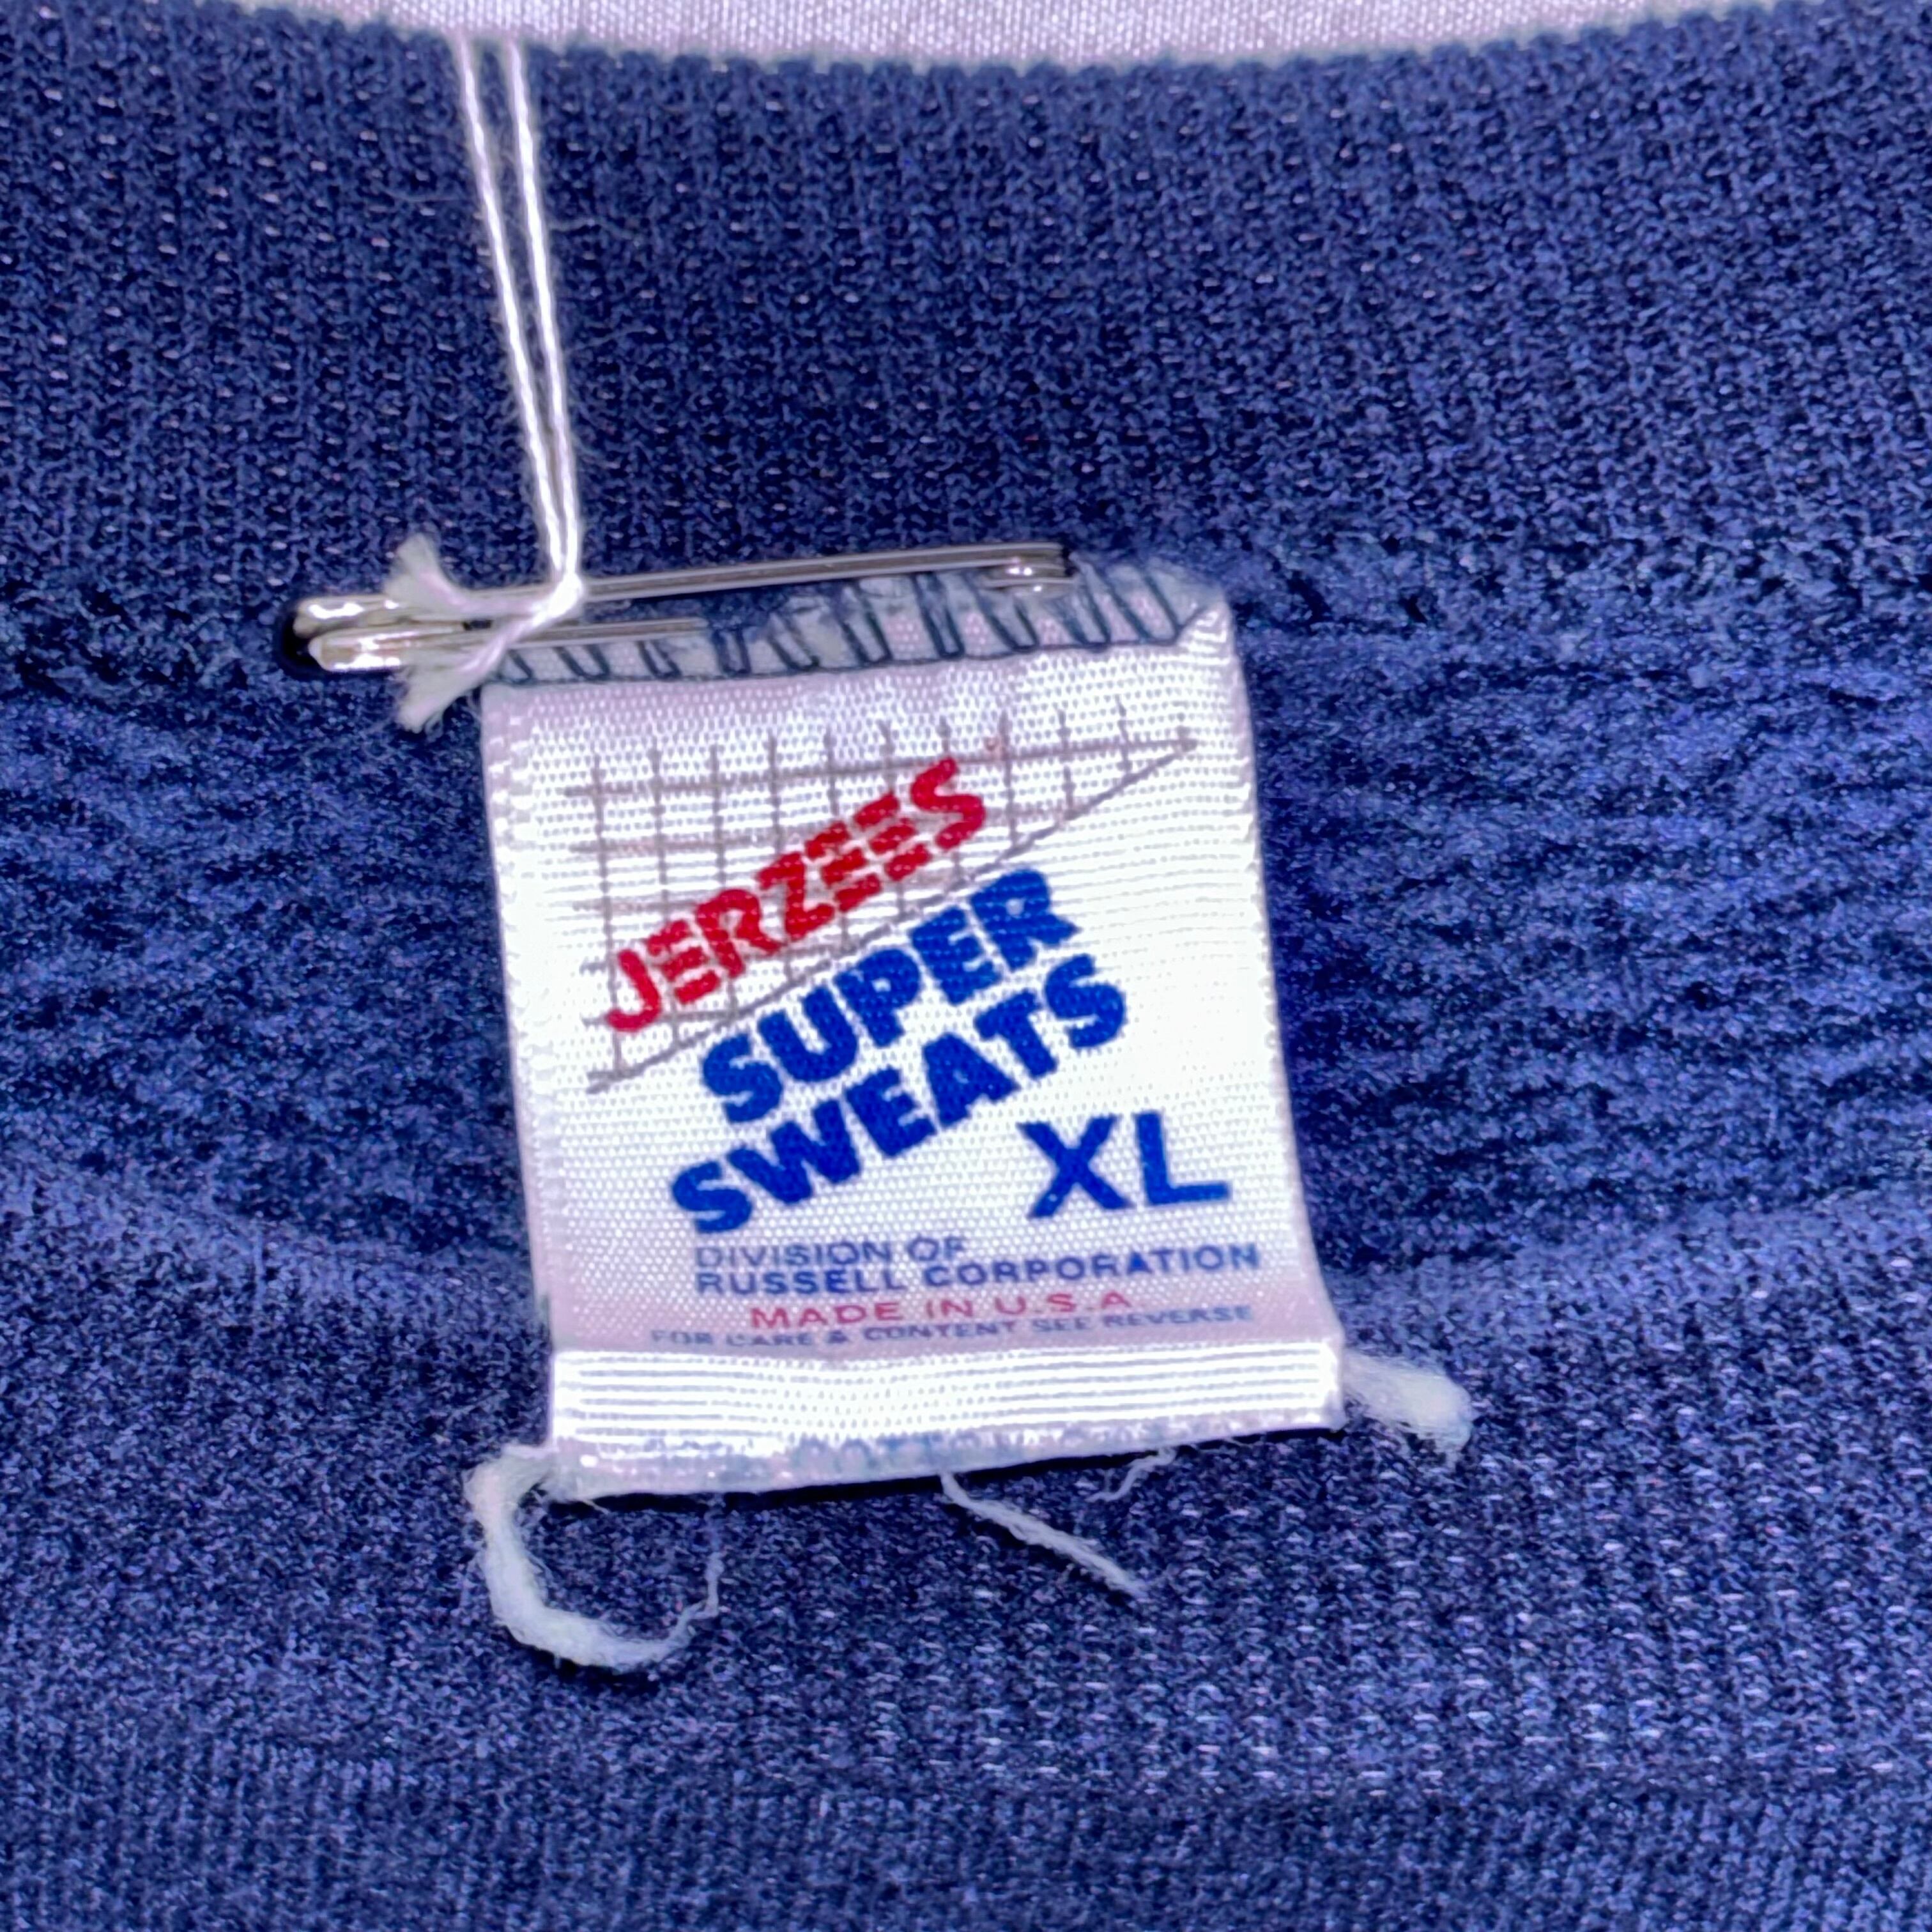 JERZEES
SUPER
SWEATS
XL
DIVISION OF
RUSSELL CORPORATION
MADE IN U.S.A
FOR CARE & CONTENT SEE REVERSE